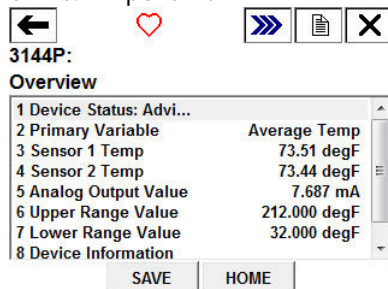 3144P:
Overview
1 Device Status: Advi...
2 Primary Variable Average Temp
3 Sensor 1 Temp 73.51 degF
4 Sensor 2 Temp 73.44 degF
5 Analog Output Value 7.687 mA
6 Upper Range Value 212.000 degF
7 Lower Range Value 32.000 degF
8 Device Information
SAVE HOME